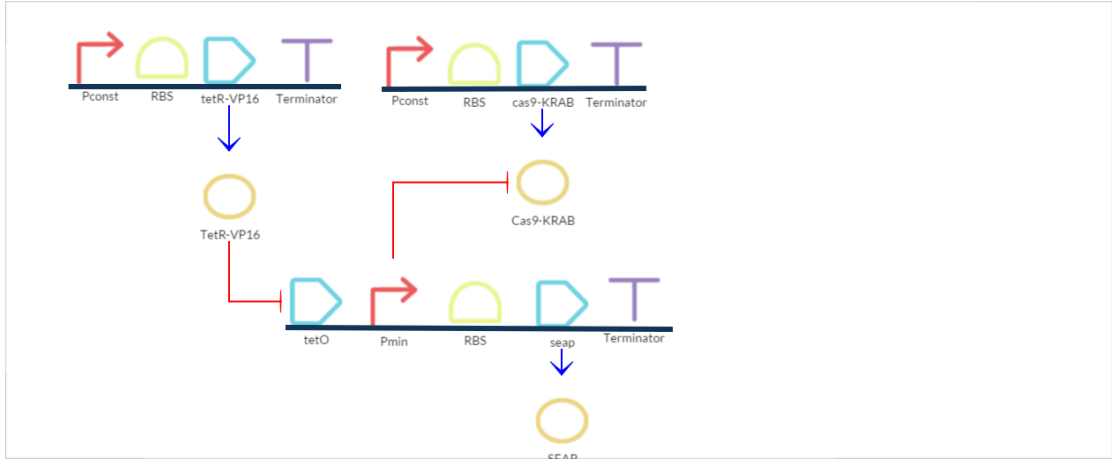 Pconst RBS tetR-VP16 Terminator
Pconst RBS cas9-KRAB Terminator
TetR-VP16
Cas9-KRAB
tetO Pmin RBS seap Terminator
SEAP